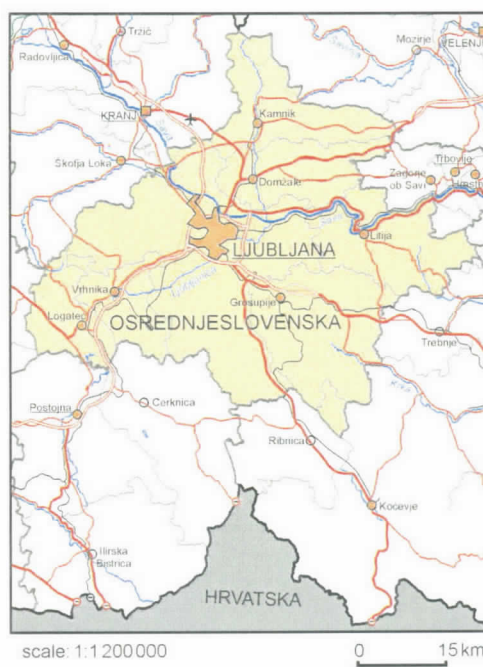 Tržič
Mozirje
Radovljica
VELENJE
KRANJ
Kamnik
Škofja Loka
Trbovlje
Zagorje
ob Savi
Domžale
LJUBLJANA
Litija
Vrhnika
Grosuplje
Logatec
OSREDNJESLOVENSKA
Trebnje
Cerknica
Postojna
Ribnica
Kočevje
Ilirska
Bistrica
HRVATSKA
scale: 1:1 200 000
0 15 km